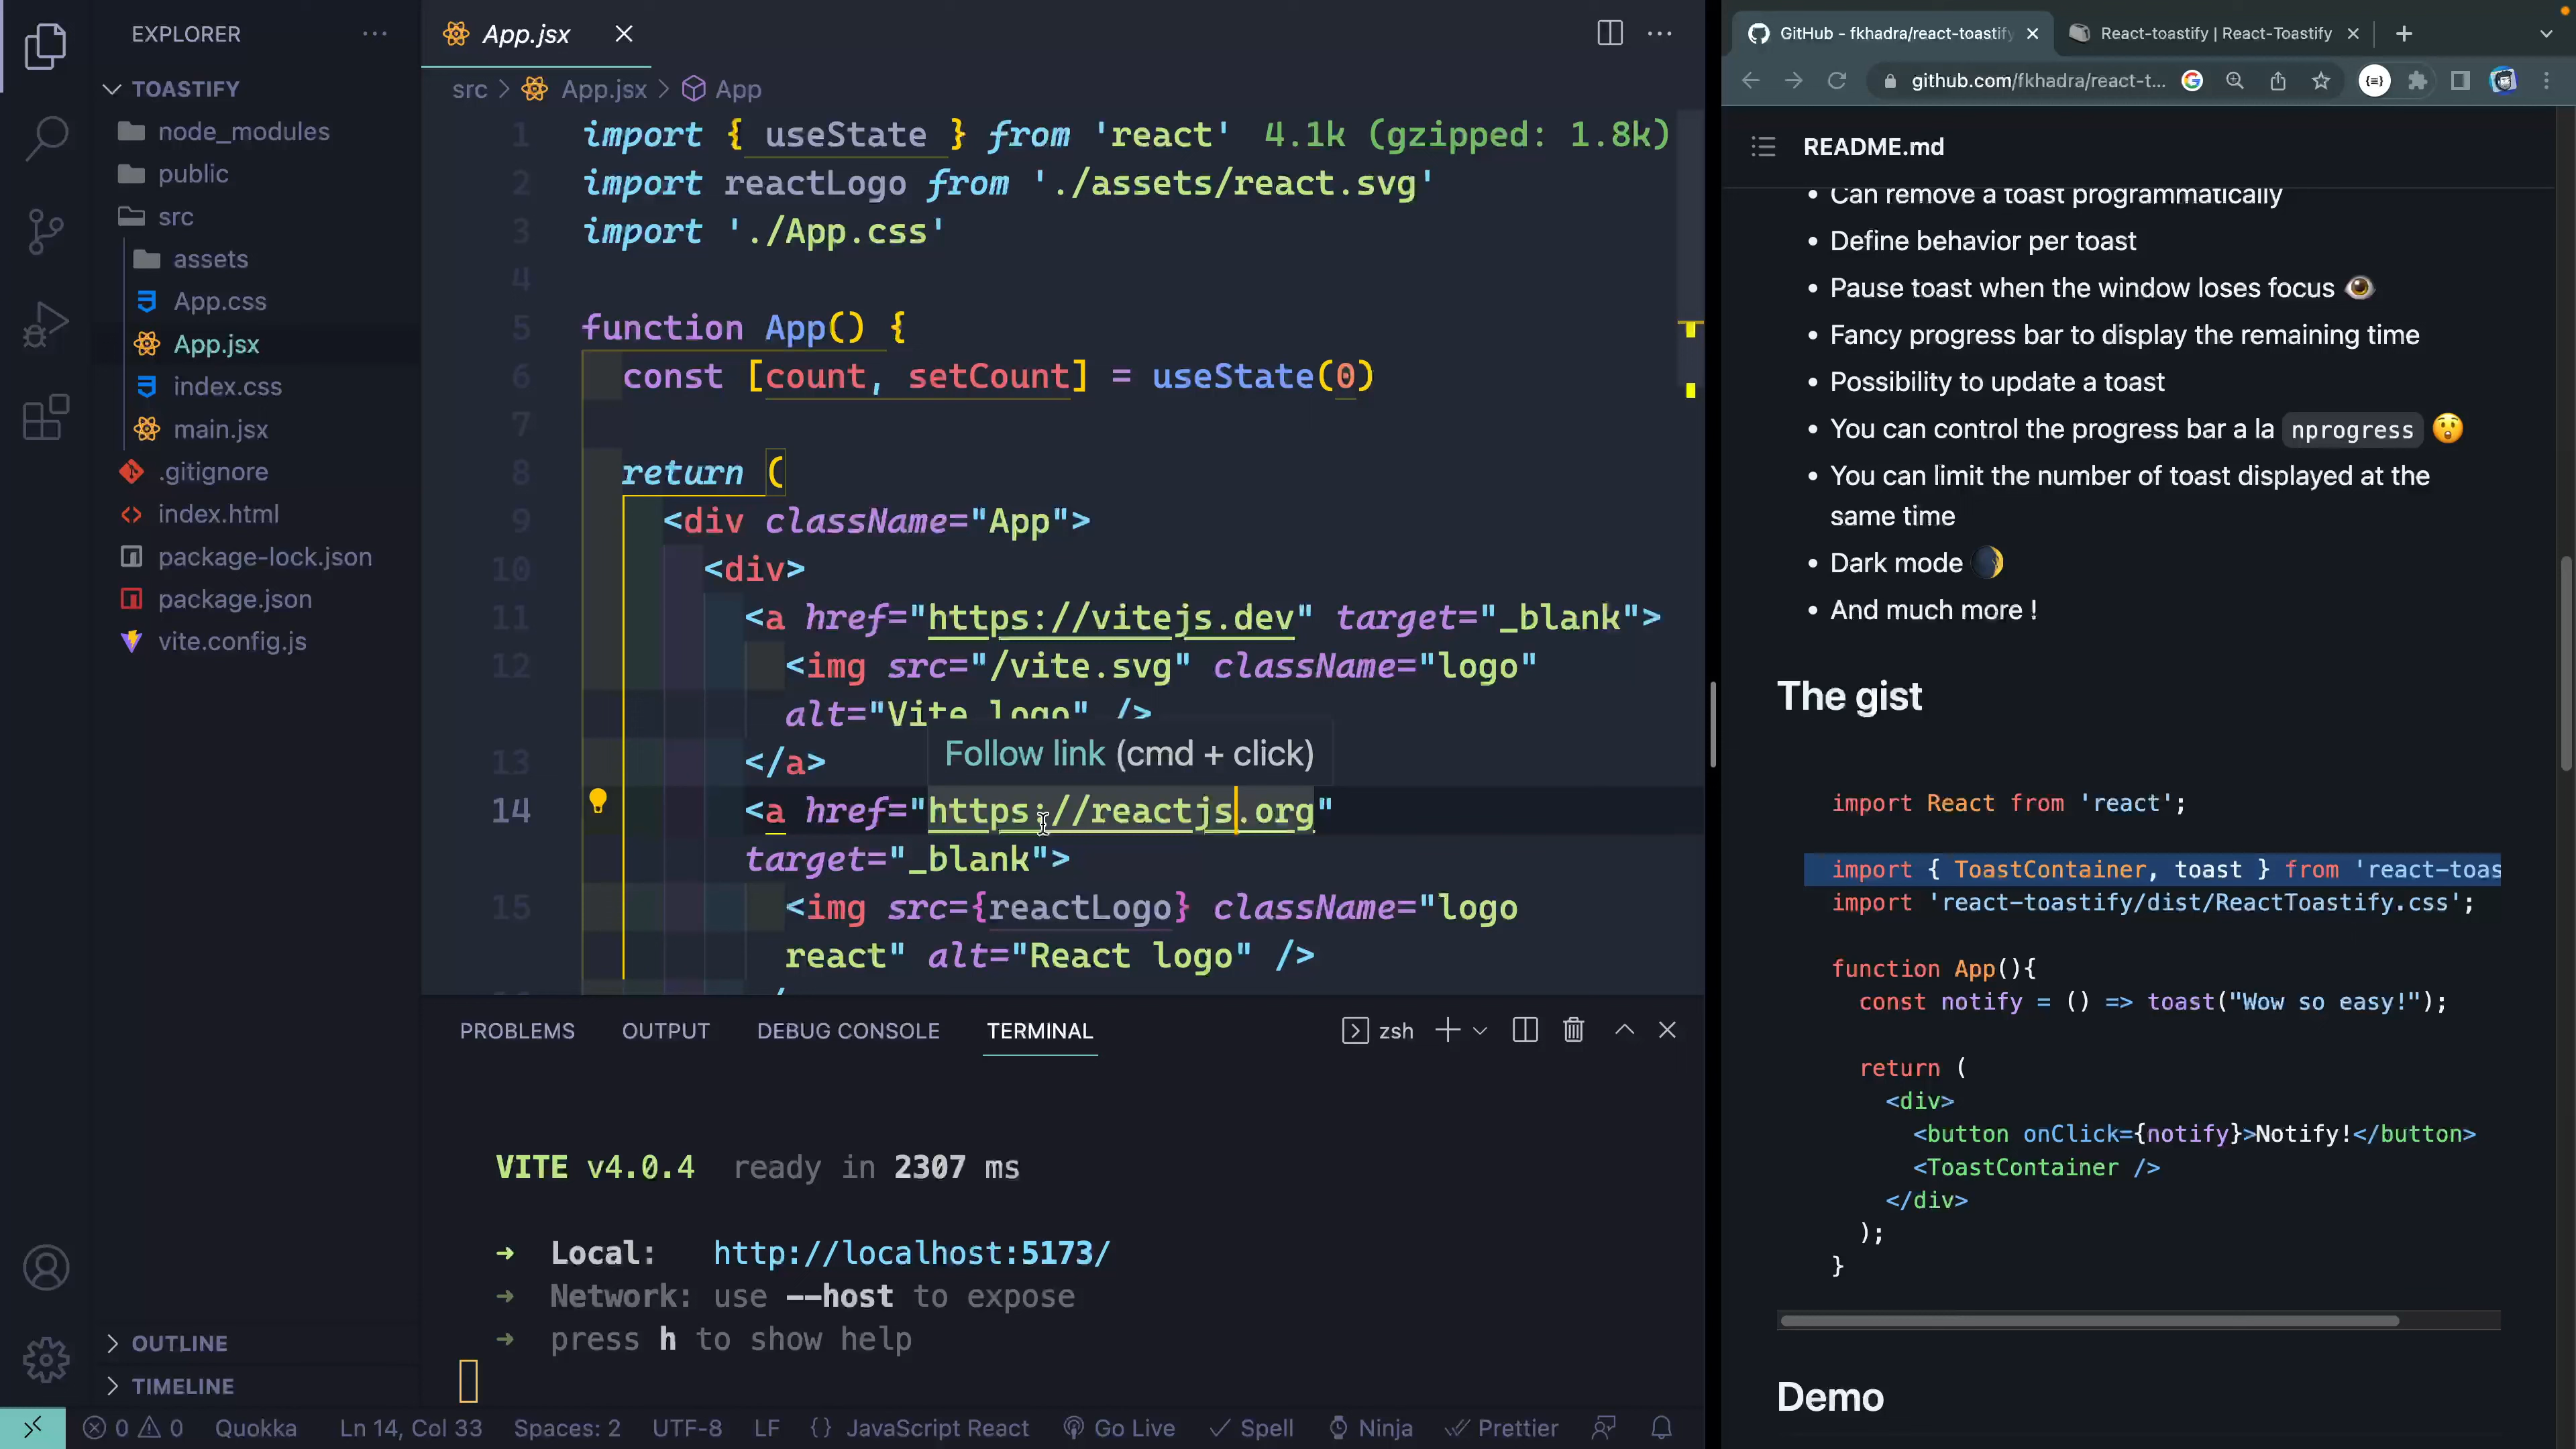 EXPLORER
TOASTIFY
node_modules
public
src
assets
App.css
App.jsx
index.css
main.jsx
.gitignore
index.html
package-lock.json
package.json
vite.config.js
OUTLINE
TIMELINE
App.jsx
src > App.jsx > App
1 import { useState } from 'react' 4.1k (gzipped: 1.8k)
2 import reactLogo from './assets/react.svg'
3 import './App.css'
4
5 function App() {
6 const [count, setCount] = useState(0)
7
8 return (
9 <div className="App">
10 <div>
11 <a href="https://vitejs.dev" target="_blank">
12 <img src="/vite.svg" className="logo"
alt="Vite logo" />
13 </a>
Follow link (cmd + click)
14 <a href="https://reactjs.org"
target="_blank">
15 <img src={reactLogo} className="logo
react" alt="React logo" />
PROBLEMS OUTPUT DEBUG CONSOLE TERMINAL zsh
VITE v4.0.4 ready in 2307 ms
➜ Local: http://localhost:5173/
➜ Network: use --host to expose
➜ press h to show help
0 0 Quokka Ln 14, Col 33 Spaces: 2 UTF-8 LF {} JavaScript React Go Live Spell Ninja Prettier
GitHub - fkhadra/react-toastify React-toastify | React-Toastify
github.com/fkhadra/react-t...
README.md
• Can remove a toast programmatically
• Define behavior per toast
• Pause toast when the window loses focus 👁
• Fancy progress bar to display the remaining time
• Possibility to update a toast
• You can control the progress bar a la nprogress 😲
• You can limit the number of toast displayed at the
same time
• Dark mode 🌒
• And much more !
The gist
import React from 'react';
import { ToastContainer, toast } from 'react-toas
import 'react-toastify/dist/ReactToastify.css';
function App(){
const notify = () => toast("Wow so easy!");
return (
<div>
<button onClick={notify}>Notify!</button>
<ToastContainer />
</div>
);
}
Demo